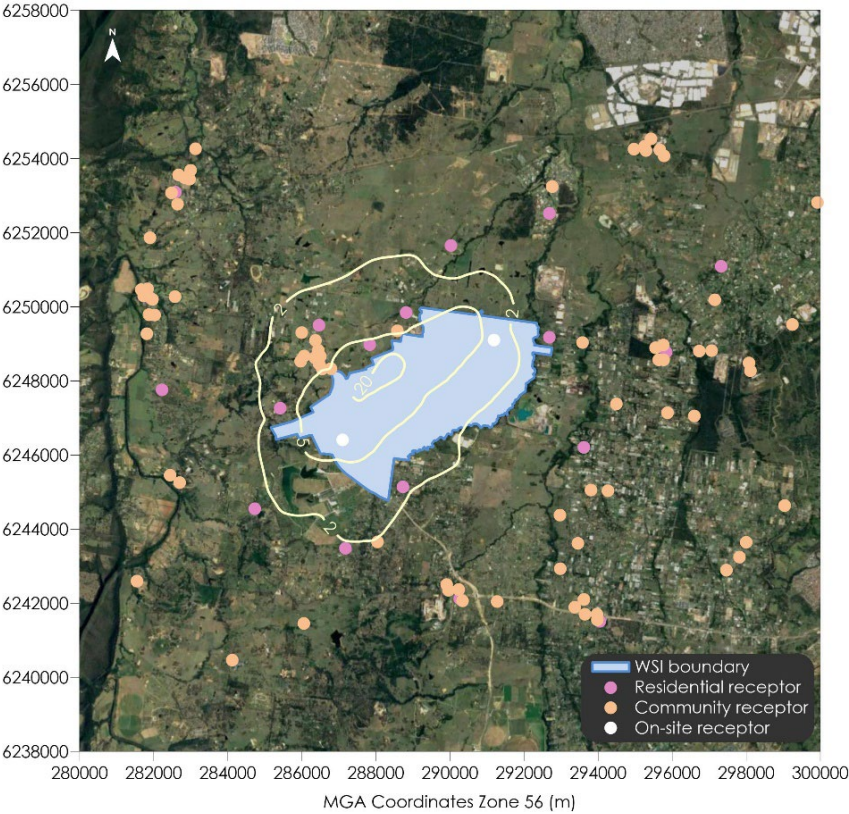 6258000
N
6256000
6254000
6252000
6250000
2
2
6248000
20
5
6246000
6244000
2
6242000
WSI boundary
6240000
Residential receptor
Community receptor
On-site receptor
6238000
280000 282000 284000 286000 288000 290000 292000 294000 296000 298000 300000
MGA Coordinates Zone 56 (m)